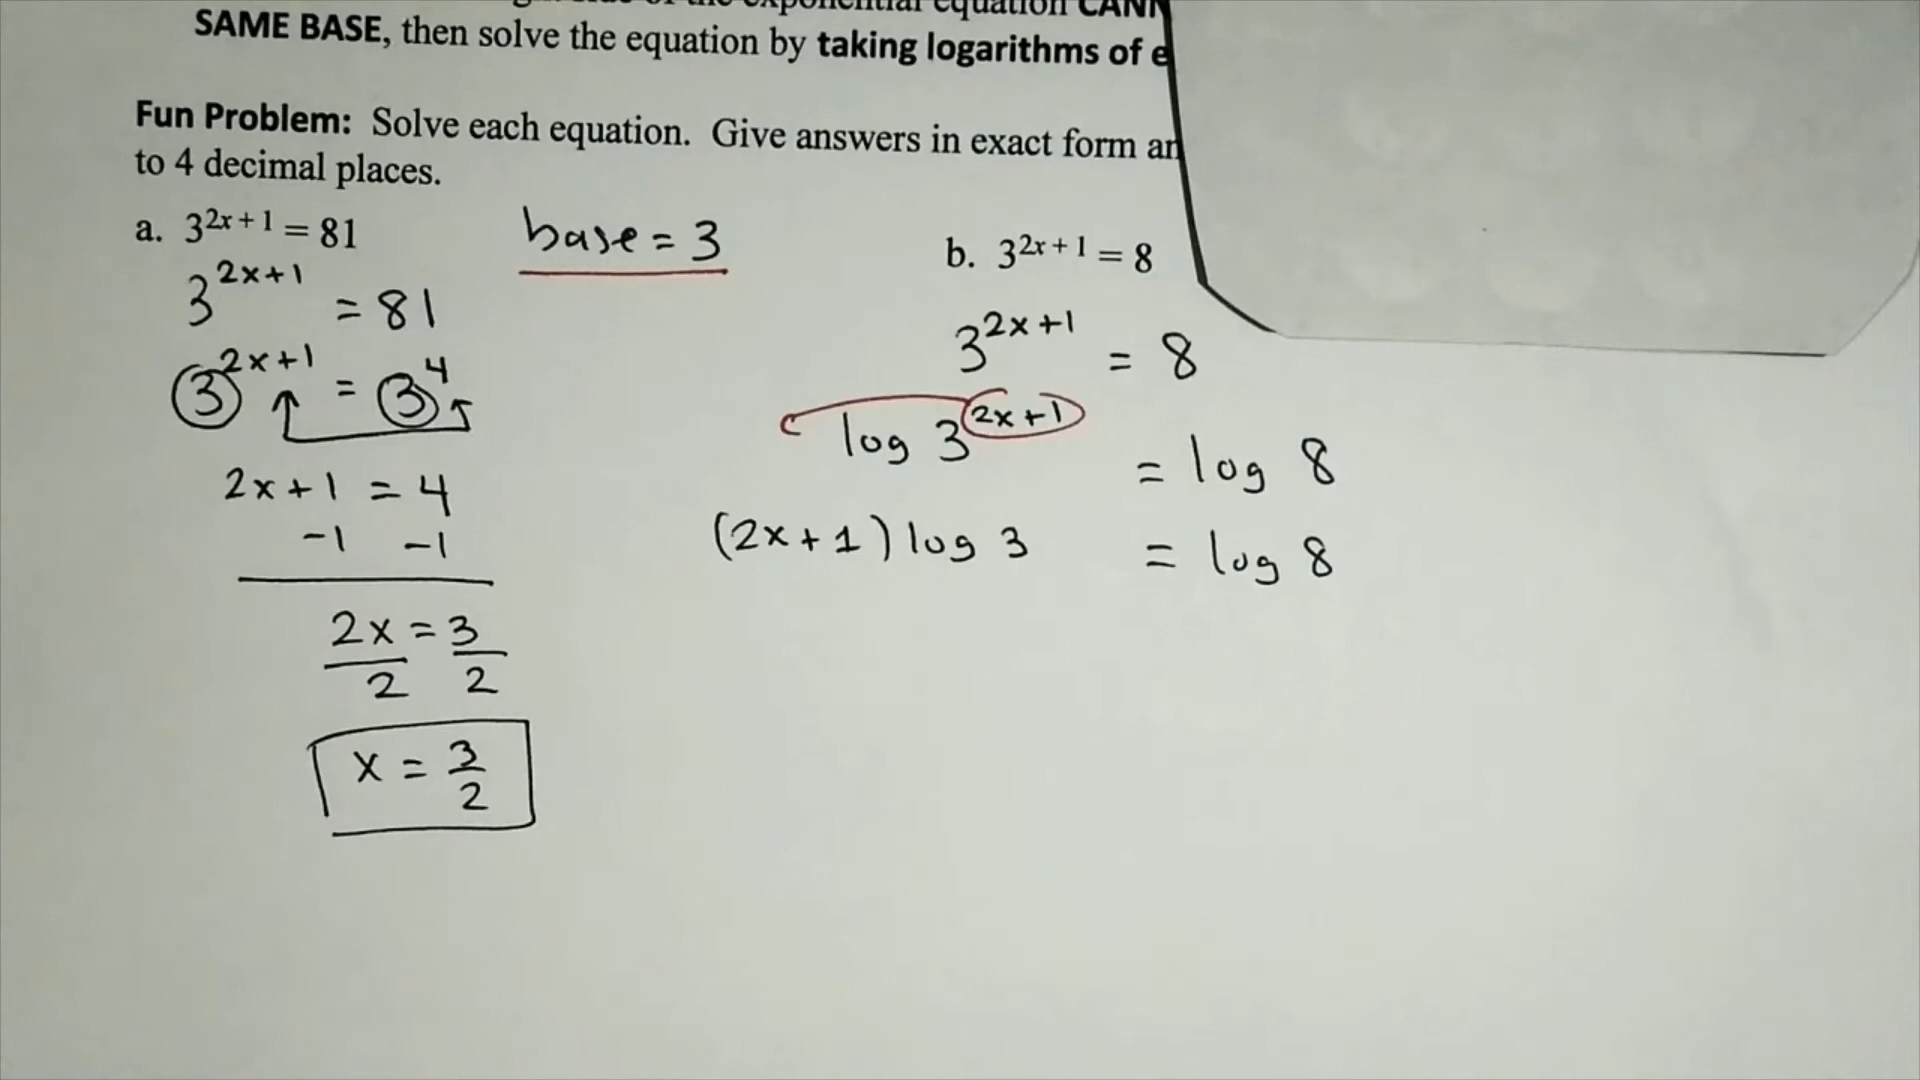 exponential equation
SAME BASE, then solve the equation by taking logarithms of
Fun Problem: Solve each equation. Give answers in exact form
to 4 decimal places.
a. 3^{2x + 1} = 81
base = 3
3^{2x+1} = 81
3^{2x+1} = 3^4
2x+1 = 4
-1 -1
2x = 3
2 2
x = 3/2
b. 3^{2x + 1} = 8
3^{2x+1} = 8
log 3^{2x+1} = log 8
(2x+1) log 3 = log 8